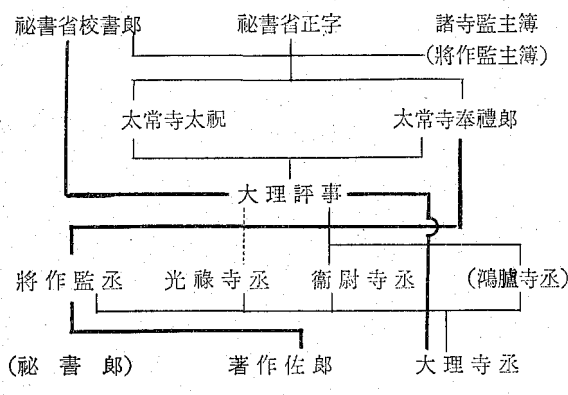 祕書省校書郎 祕書省正字 諸寺監主簿
(將作監主簿)
太常寺太祝 太常寺奉禮郎
大理評事
將作監丞 光祿寺丞 衞尉寺丞 (鴻臚寺丞)
(祕書郎) 著作佐郎 大理寺丞